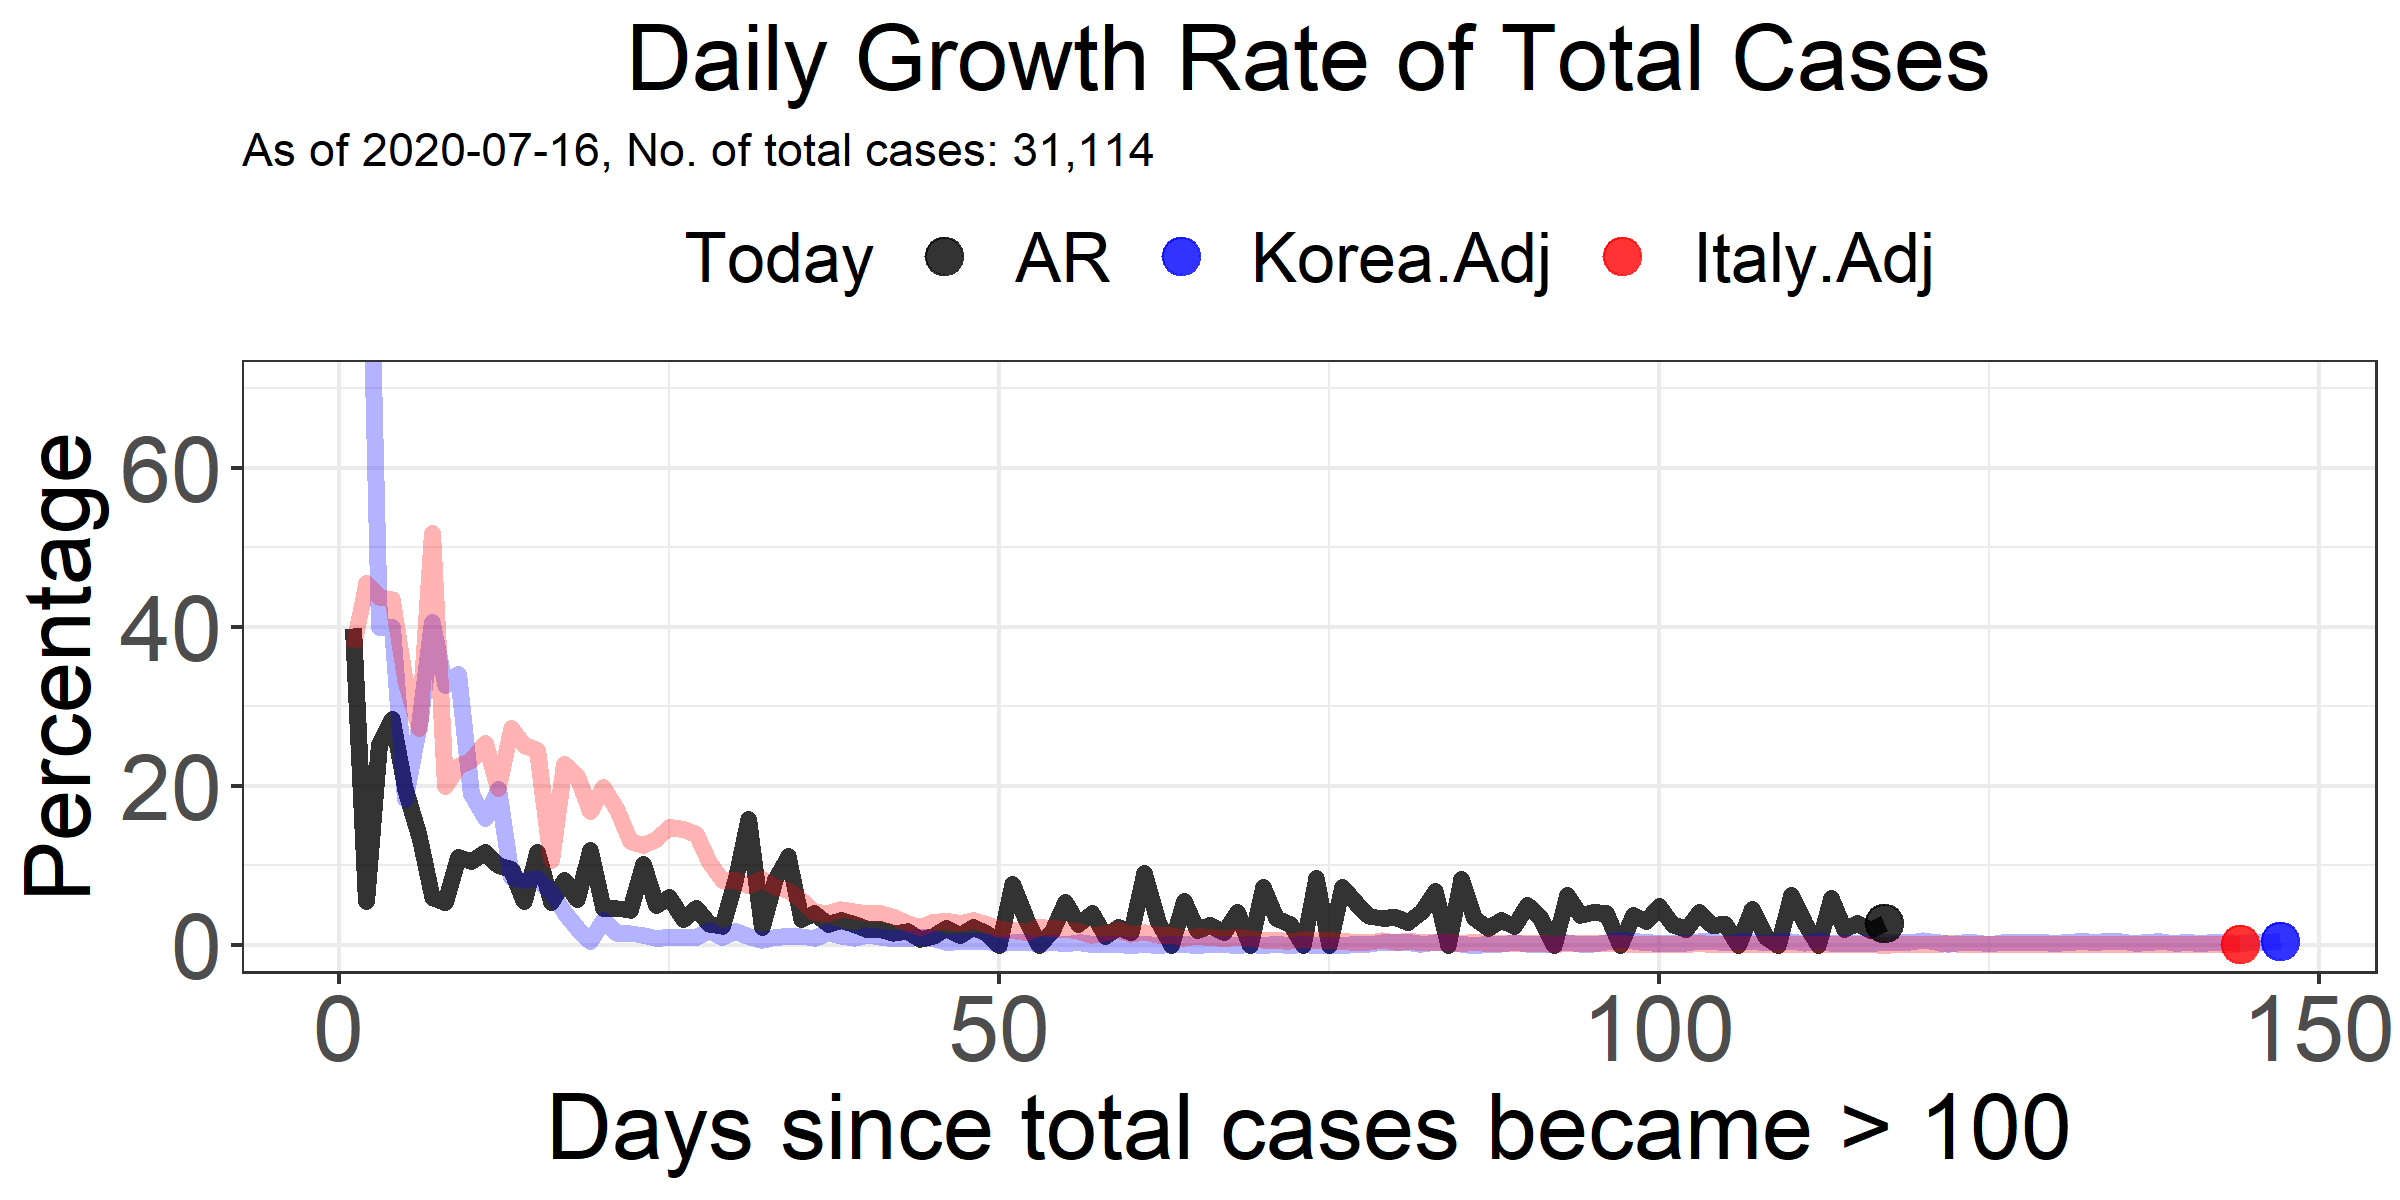 Daily Growth Rate of Total Cases
As of 2020-07-16, No. of total cases: 31,114
Today AR Korea.Adj Italy.Adj
Percentage
60
40
20
0
0 50 100 150
Days since total cases became > 100